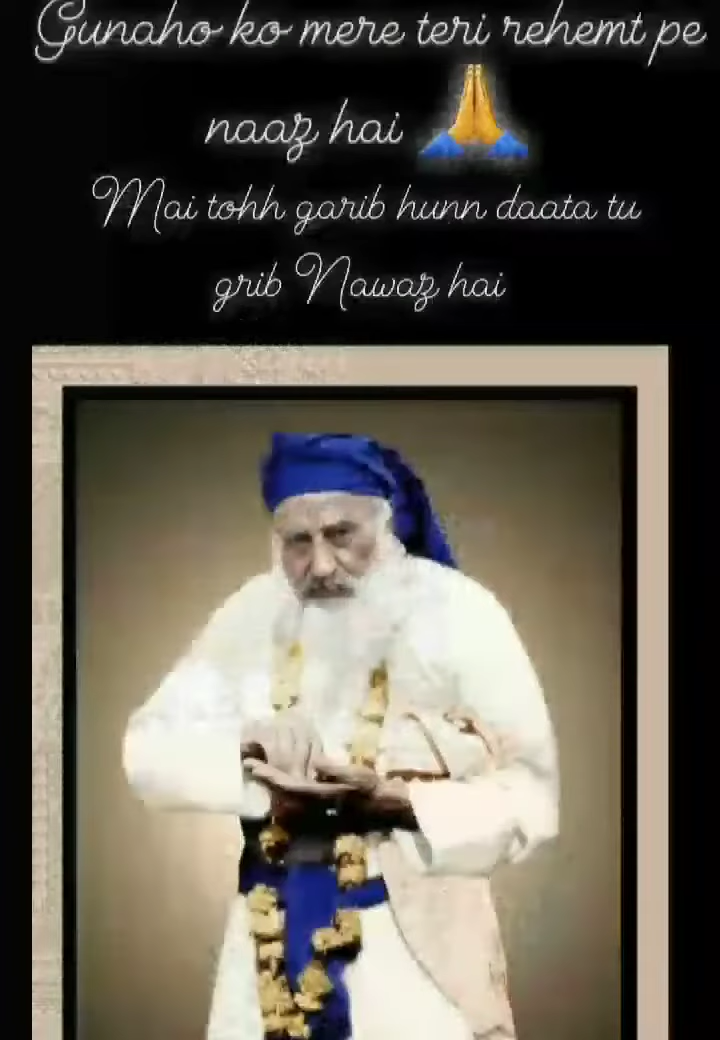 Gunaho ko mere teri rehemt pe
naaz hai 🙏
Mai tohh garib hunn daata tu
grib Nawaz hai